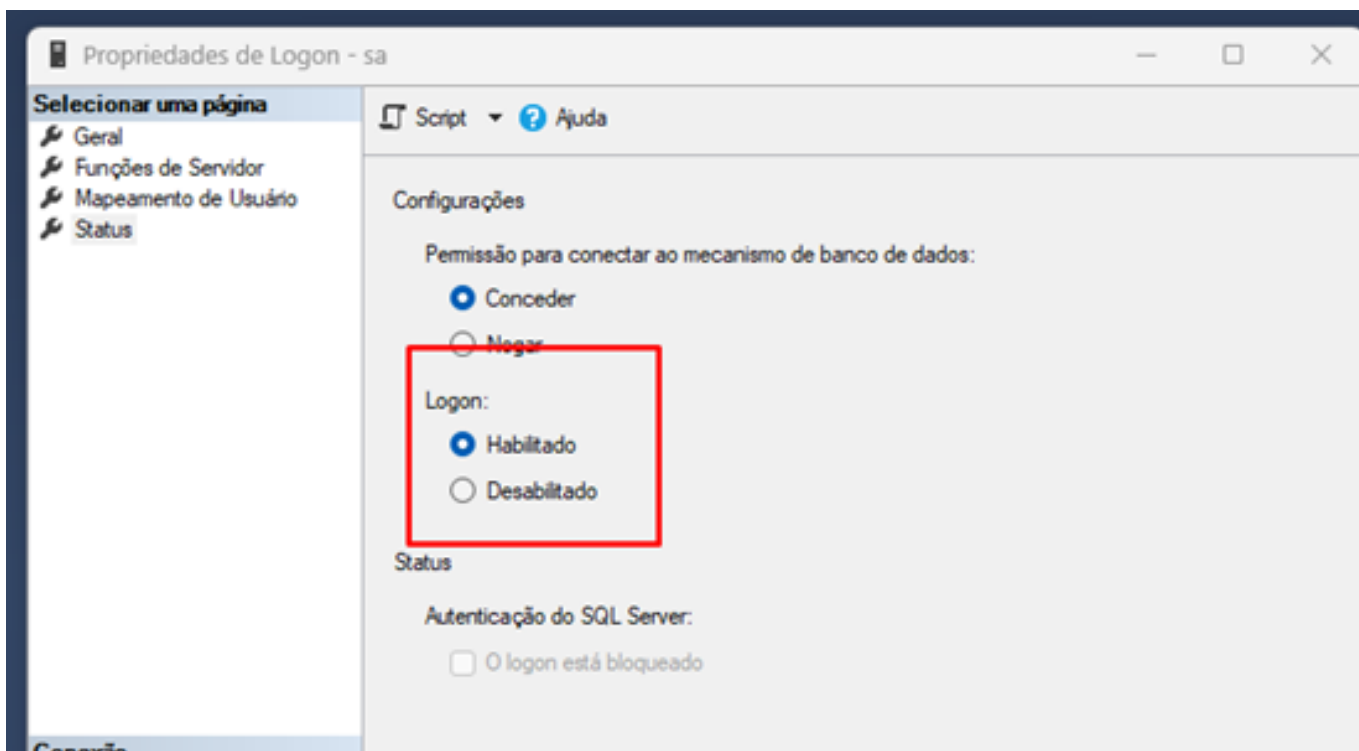 Propriedades de Logon - sa
Selecionar uma página
Geral
Funções de Servidor
Mapeamento de Usuário
Status
Script
Ajuda
Configurações
Permissão para conectar ao mecanismo de banco de dados:
Conceder
Negar
Logon:
Habilitado
Desabilitado
Status
Autenticação do SQL Server:
O logon está bloqueado
Conexão